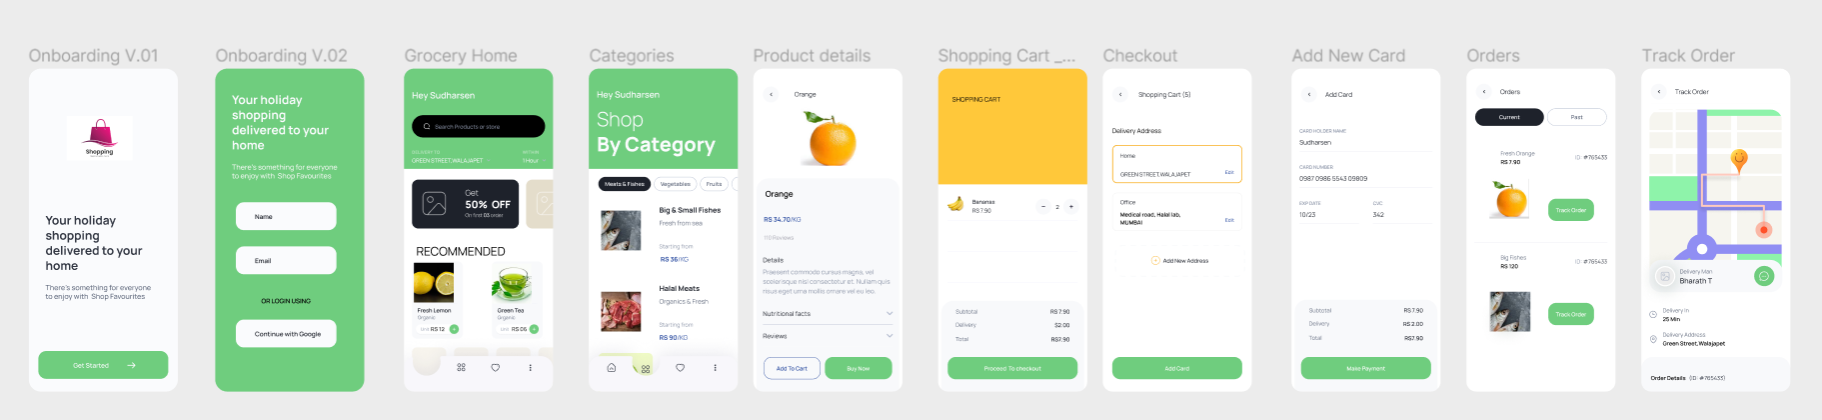 Onboarding V.01
Shopping
Your holiday
shopping
delivered to your
home
There's something for everyone
to enjoy with Shop Favourites
Get Started
Onboarding V.02
Your holiday
shopping
delivered to your
home
There's something for everyone
to enjoy with Shop Favourites
Name
Email
OR LOGIN USING
Continue with Google
Grocery Home
Hey Sudharsen
Search Products or store
DELIVERY TO
GREEN STREET,WALAJAPET
WITHIN
1 Hour
Get
50% OFF
On first 03 order
RECOMMENDED
Fresh Lemon
Organic
RS 12
Green Tea
Organic
RS 06
Categories
Hey Sudharsen
Shop
By Category
Meats & Fishes
Vegetables
Fruits
Big & Small Fishes
Fresh from sea
Starting from
RS 36/KG
Halal Meats
Organics & Fresh
Starting from
RS 90/KG
Product details
Orange
Orange
RS 34.70/KG
110 Reviews
Details
Praesent commodo cursus magna, vel
scelerisque nisl consectetur et. Nullam quis
risus eget urna mollis ornare vel eu leo.
Nutritional facts
Reviews
Add To Cart
Buy Now
Shopping Cart _...
SHOPPING CART
Bananas
RS 7.90
2
Subtotal
RS 7.90
Delivery
$2.00
Total
RS7.90
Proceed To checkout
Checkout
Shopping Cart (5)
Delivery Address
Home
GREEN STREET,WALAJAPET
Edit
Office
Medical road, Halal lab,
MUMBAI
Edit
Add New Address
Add Card
Add New Card
Add Card
CARD HOLDER NAME
Sudharsen
CARD NUMBER
0987 0986 5543 09809
EXP DATE
10/23
CVC
342
Subtotal
RS 7.90
Delivery
RS 2.00
Total
RS7.90
Make Payment
Orders
Orders
Current
Past
Fresh Orange
RS 7.90
ID: #765433
Track Order
Big Fishes
RS 120
ID: #765433
Track Order
Track Order
Track Order
Delivery Man
Bharath T
Delivery In
25 Min
Delivery Address
Green Street,Walajapet
Order Details (ID: #765433)